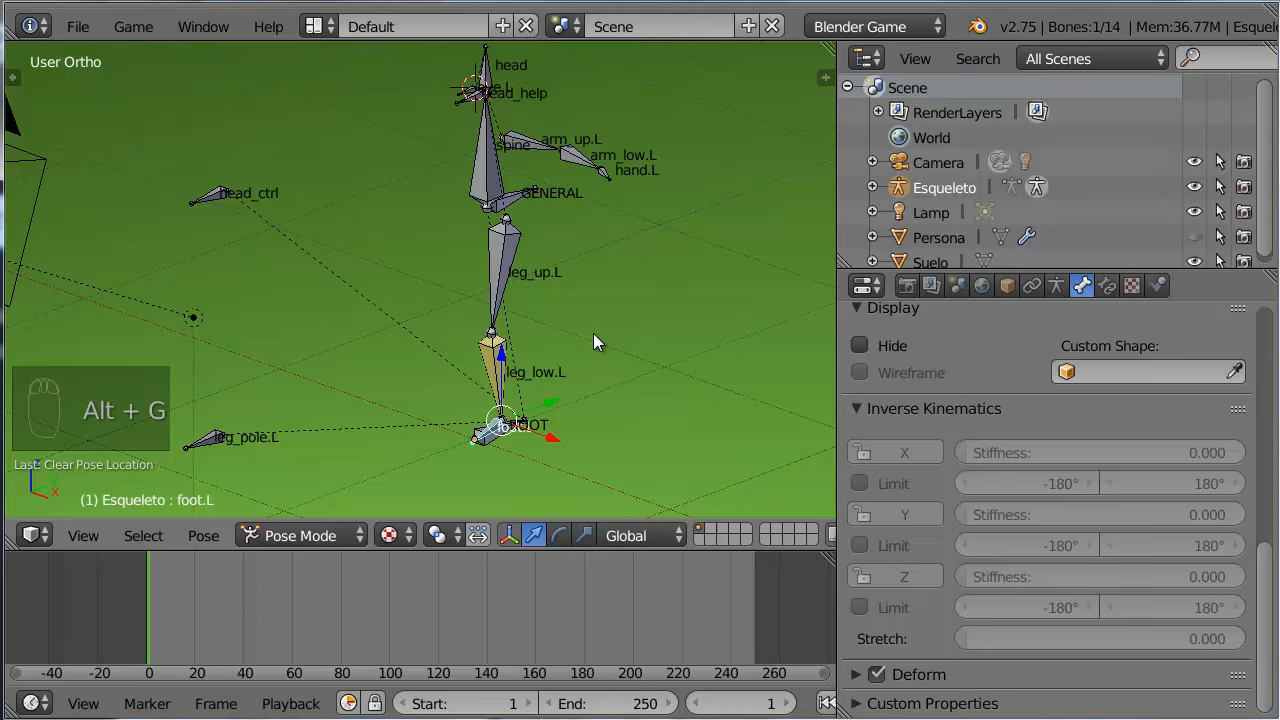 File Game Window Help Default Scene Blender Game v2.75 | Bones:1/14 | Mem:36.77M | Esquel
User Ortho
View Search All Scenes
head
head_help
spine
arm_up.L
arm_low.L
hand.L
head_ctrl
GENERAL
leg_up.L
leg_low.L
leg_pole.L
Alt + G
Last: Clear Pose Location
(1) Esqueleto : foot.L
Z
Y
X
Scene
RenderLayers
World
Camera
Esqueleto
Lamp
Persona
Suelo
Display
Hide Custom Shape:
Wireframe
Inverse Kinematics
X Stiffness: 0.000
Limit -180° 180°
Y Stiffness: 0.000
Limit -180° 180°
Z Stiffness: 0.000
Limit -180° 180°
Stretch: 0.000
Deform
Custom Properties
View Select Pose Pose Mode Global
-40 -20 0 20 40 60 80 100 120 140 160 180 200 220 240 260
View Marker Frame Playback Start: 1 End: 250 1